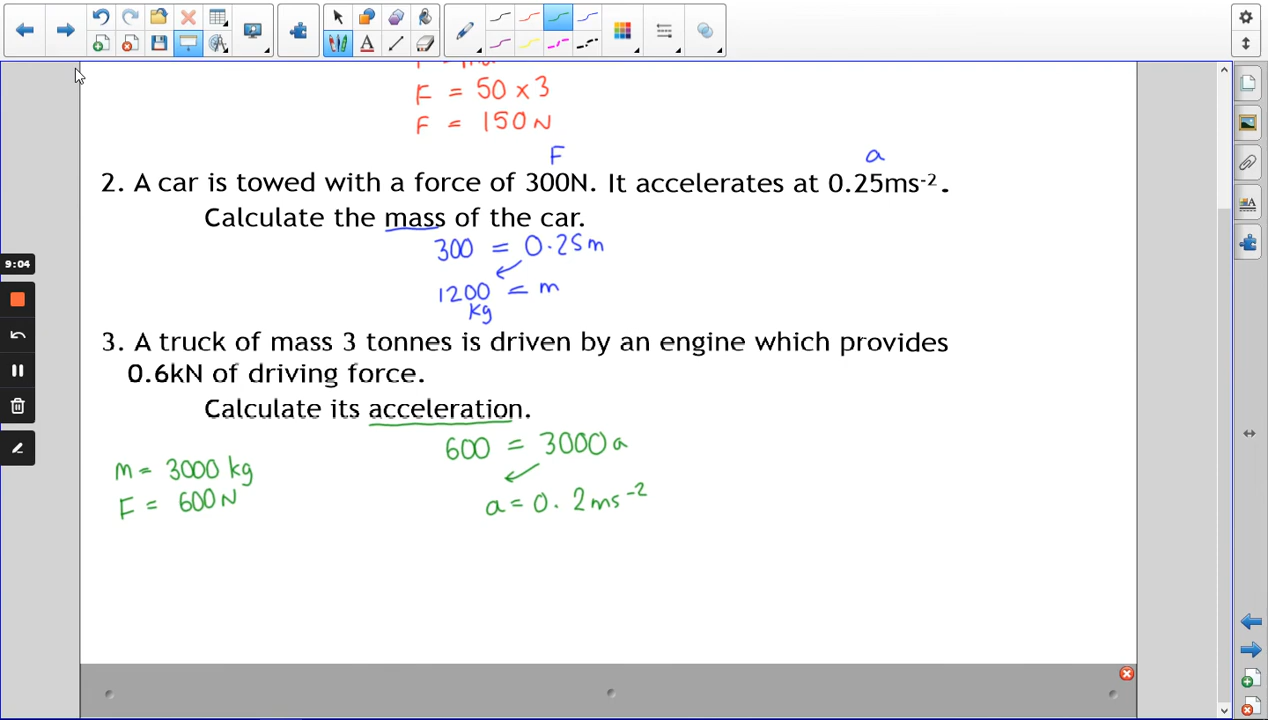 F = 50 x 3
F = 150N
F a
2. A car is towed with a force of 300N. It accelerates at 0.25ms-2.
Calculate the mass of the car.
300 = 0.25m
1200 = m
kg
3. A truck of mass 3 tonnes is driven by an engine which provides
0.6kN of driving force.
Calculate its acceleration.
600 = 3000a
m = 3000 kg
F = 600N
a = 0.2ms-2
9:04